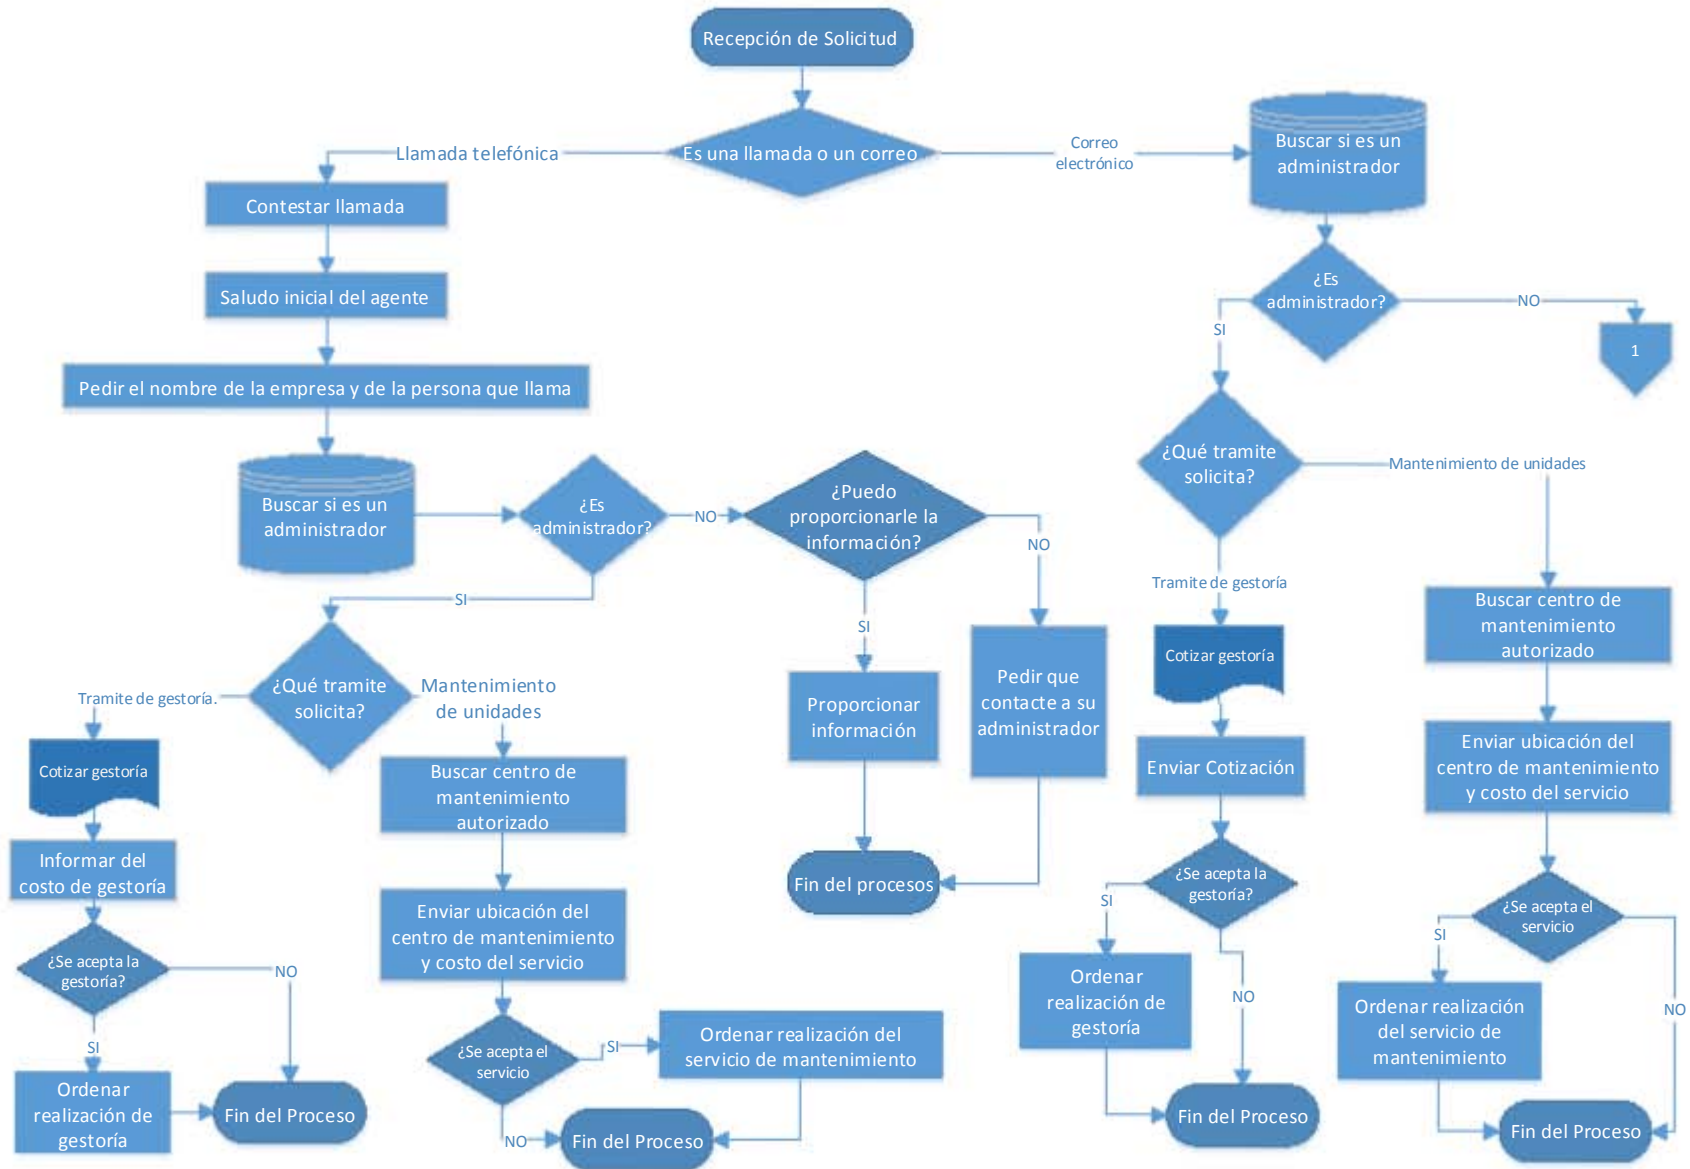 Recepción de Solicitud
Es una llamada o un correo
Llamada telefónica
Correo
electrónico
Buscar si es un
administrador
Contestar llamada
Saludo inicial del agente
Pedir el nombre de la empresa y de la persona que llama
Buscar si es un
administrador
¿Es
administrador?
NO
SI
¿Puedo
proporcionarle la
información?
NO
SI
Proporcionar
información
Pedir que
contacte a su
administrador
Fin del procesos
¿Qué tramite
solicita?
Tramite de gestoría.
Mantenimiento
de unidades
Cotizar gestoría
Informar del
costo de gestoría
¿Se acepta la
gestoría?
NO
SI
Ordenar
realización de
gestoría
Fin del Proceso
Buscar centro de
mantenimiento
autorizado
Enviar ubicación del
centro de mantenimiento
y costo del servicio
¿Se acepta el
servicio
SI
NO
Ordenar realización del
servicio de mantenimiento
Fin del Proceso
¿Es
administrador?
NO
1
SI
¿Qué tramite
solicita?
Mantenimiento de unidades
Tramite de gestoría
Cotizar gestoría
Enviar Cotización
¿Se acepta la
gestoría?
SI
NO
Ordenar
realización de
gestoría
Fin del Proceso
Buscar centro de
mantenimiento
autorizado
Enviar ubicación del
centro de mantenimiento
y costo del servicio
¿Se acepta el
servicio
SI
NO
Ordenar realización
del servicio de
mantenimiento
Fin del Proceso